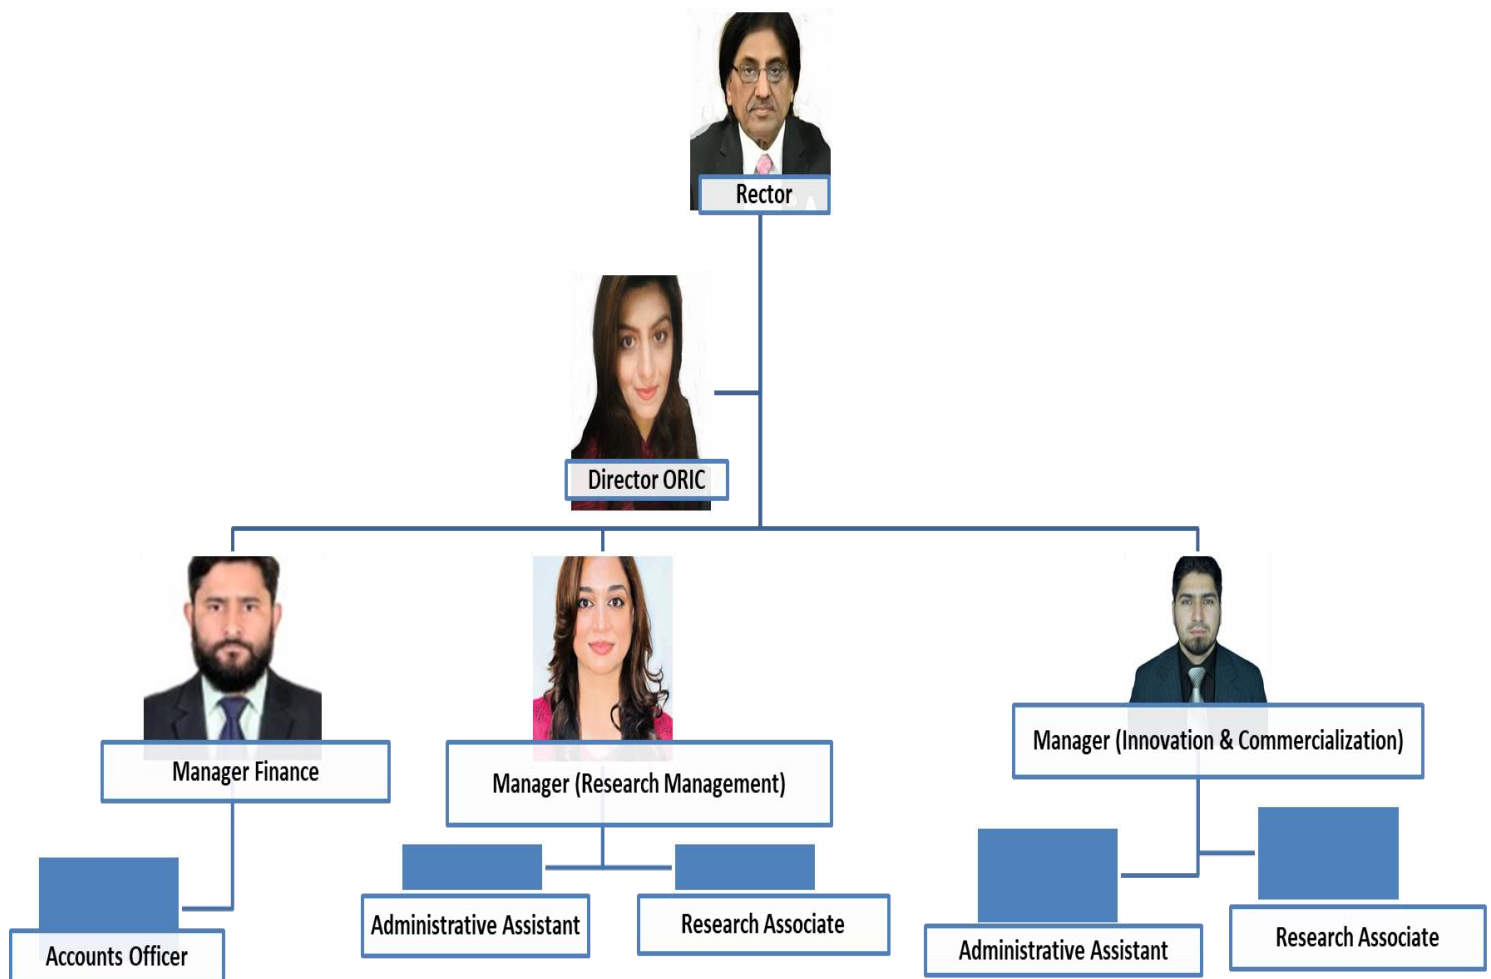 Rector
Director ORIC
Manager Finance
Manager (Research Management)
Manager (Innovation & Commercialization)
Accounts Officer
Administrative Assistant
Research Associate
Administrative Assistant
Research Associate